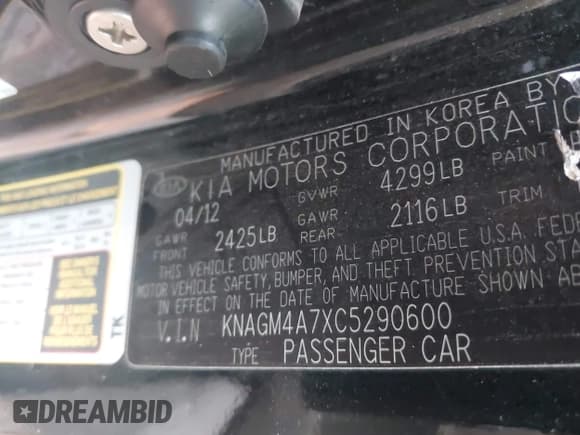 MANUFACTURED IN KOREA BY
KIA KIA MOTORS CORPORATIO
04/12 GVWR 4299LB PAINT
GAWR FRONT 2425LB GAWR REAR 2116LB TRIM
THIS VEHICLE CONFORMS TO ALL APPLICABLE U.S.A. FEDE
MOTOR VEHICLE SAFETY, BUMPER, AND THEFT PREVENTION STA
IN EFFECT ON THE DATE OF MANUFACTURE SHOWN AB
V.I.N KNAGM4A7XC5290600
TYPE PASSENGER CAR
TK
DREAMBID